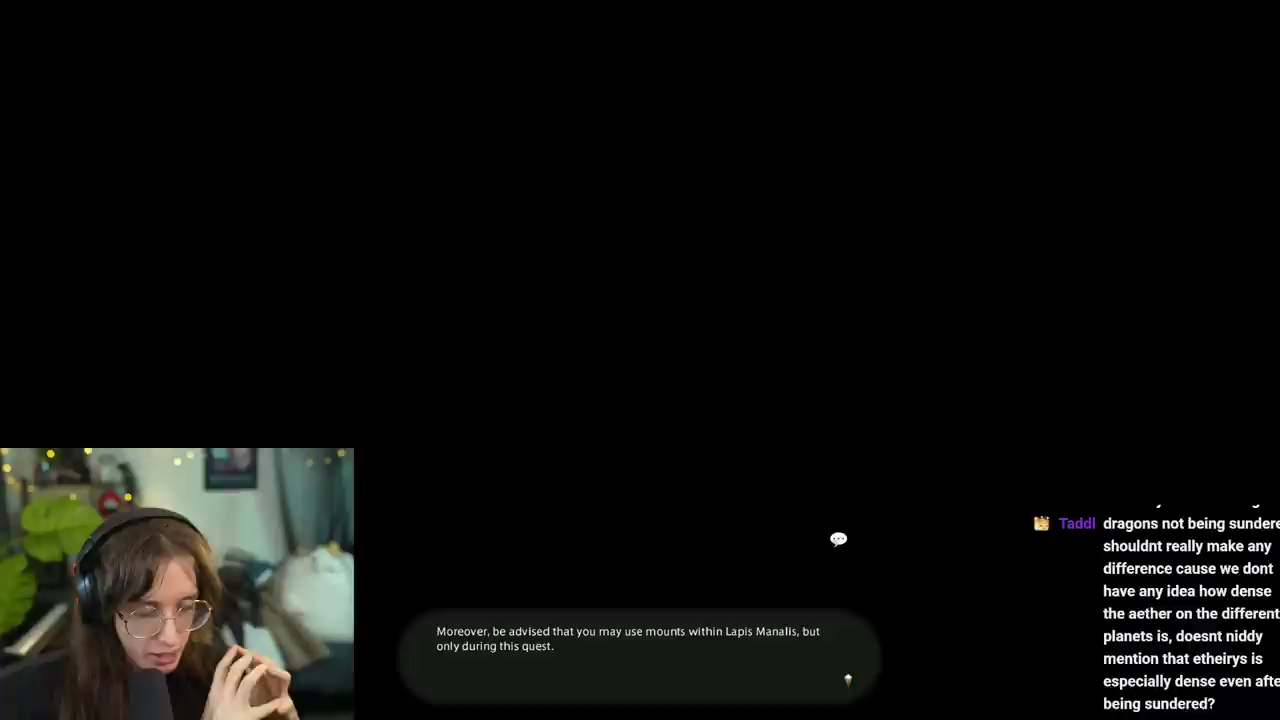 Moreover, be advised that you may use mounts within Lapis Manalis, but
only during this quest.
Taddl dragons not being sundere
shouldnt really make any
difference cause we dont
have any idea how dense
the aether on the different
planets is, doesnt niddy
mention that etheirys is
especially dense even afte
being sundered?